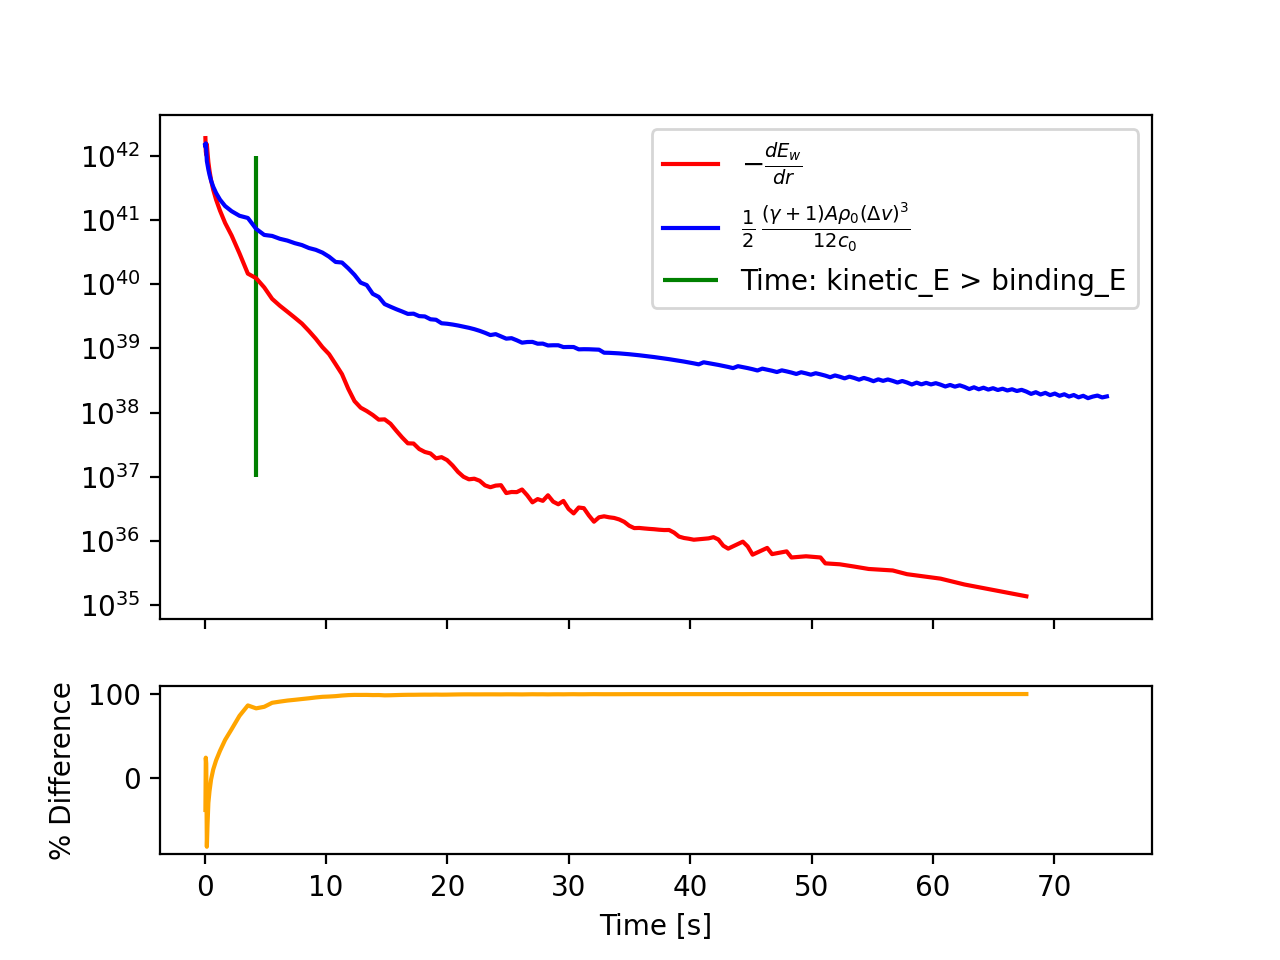 10^42
10^41
10^40
10^39
10^38
10^37
10^36
10^35
−dE_w/dr
1/2 (γ + 1)Aρ_0(Δv)^3/12c_0
Time: kinetic_E > binding_E
% Difference
100
0
0 10 20 30 40 50 60 70
Time [s]